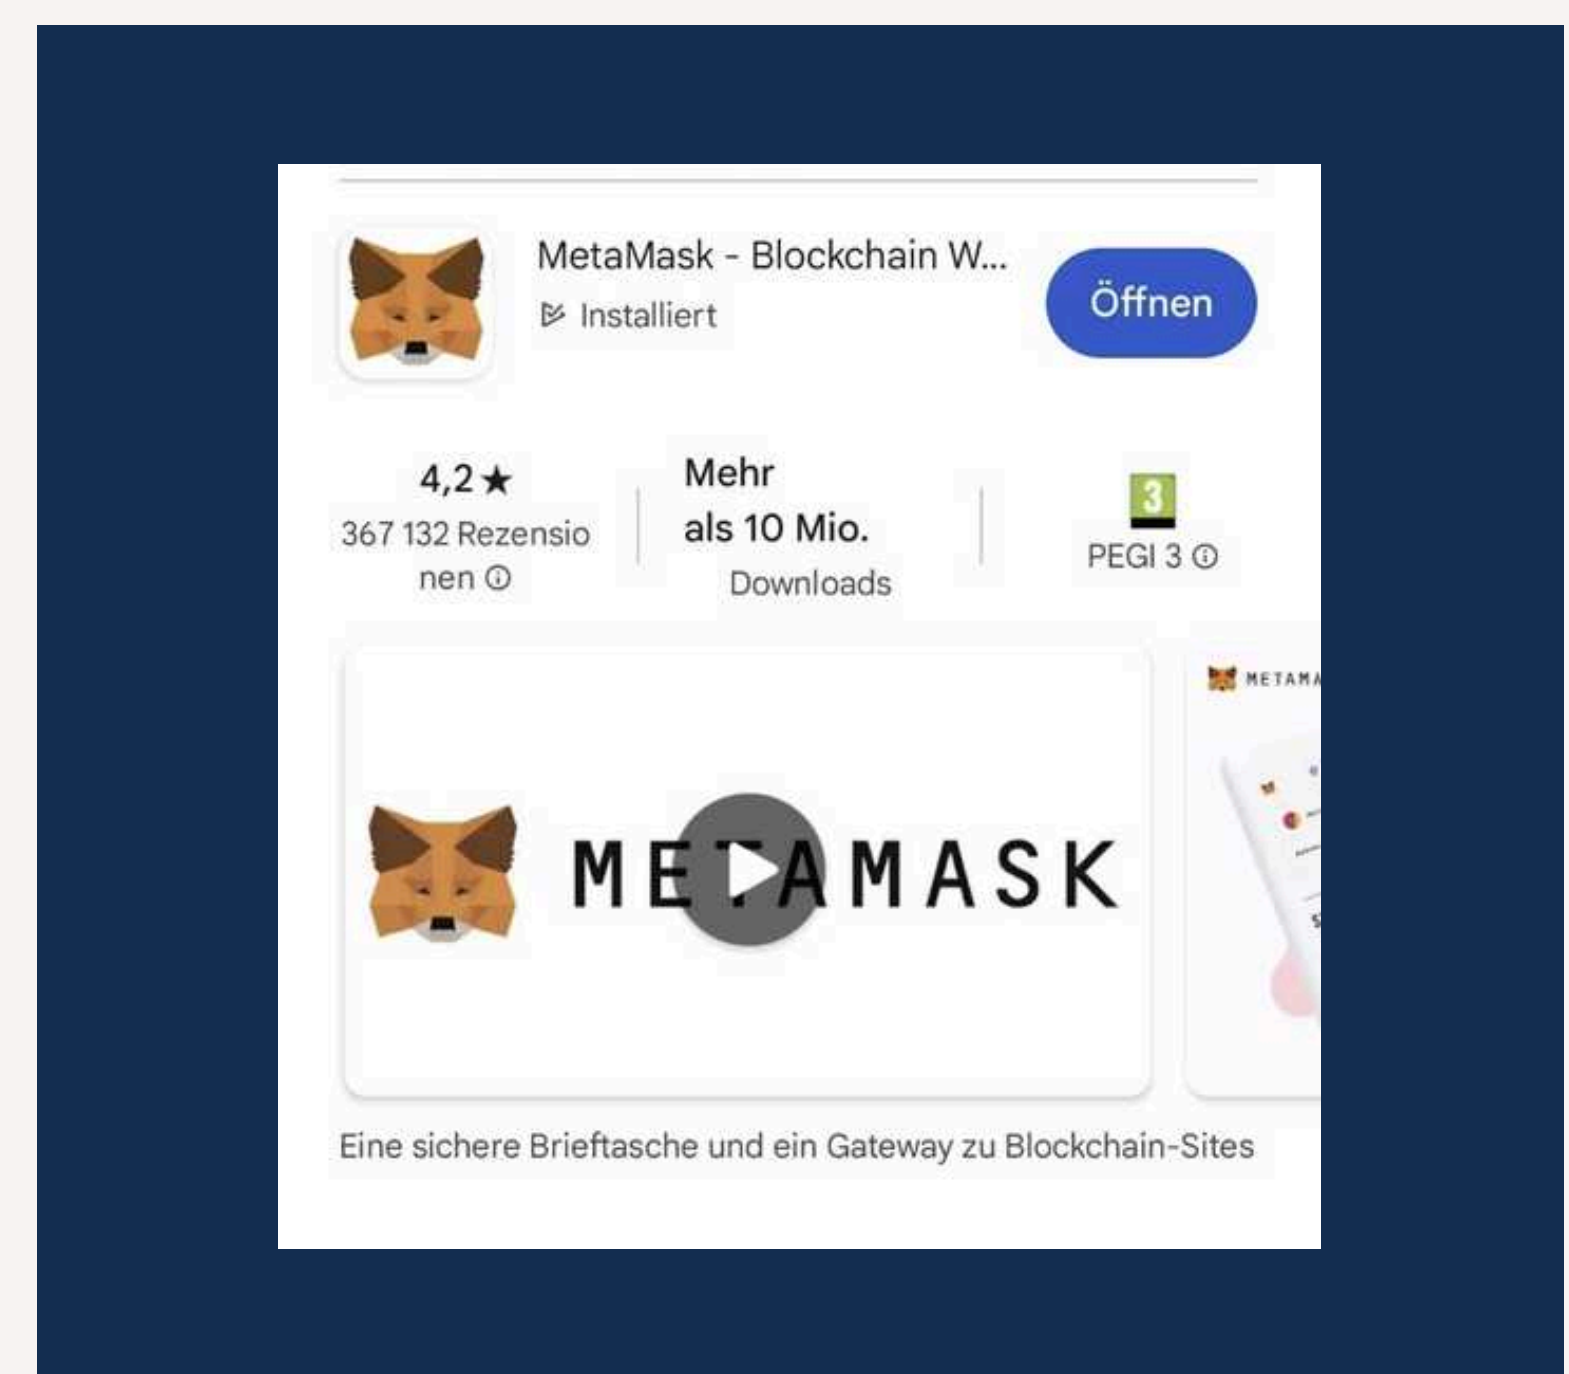 MetaMask - Blockchain W...
Installiert
Öffnen
4,2★
367 132 Rezensio
nen
Mehr
als 10 Mio.
Downloads
3
PEGI 3
METAMASK
METAMA
Eine sichere Brieftasche und ein Gateway zu Blockchain-Sites